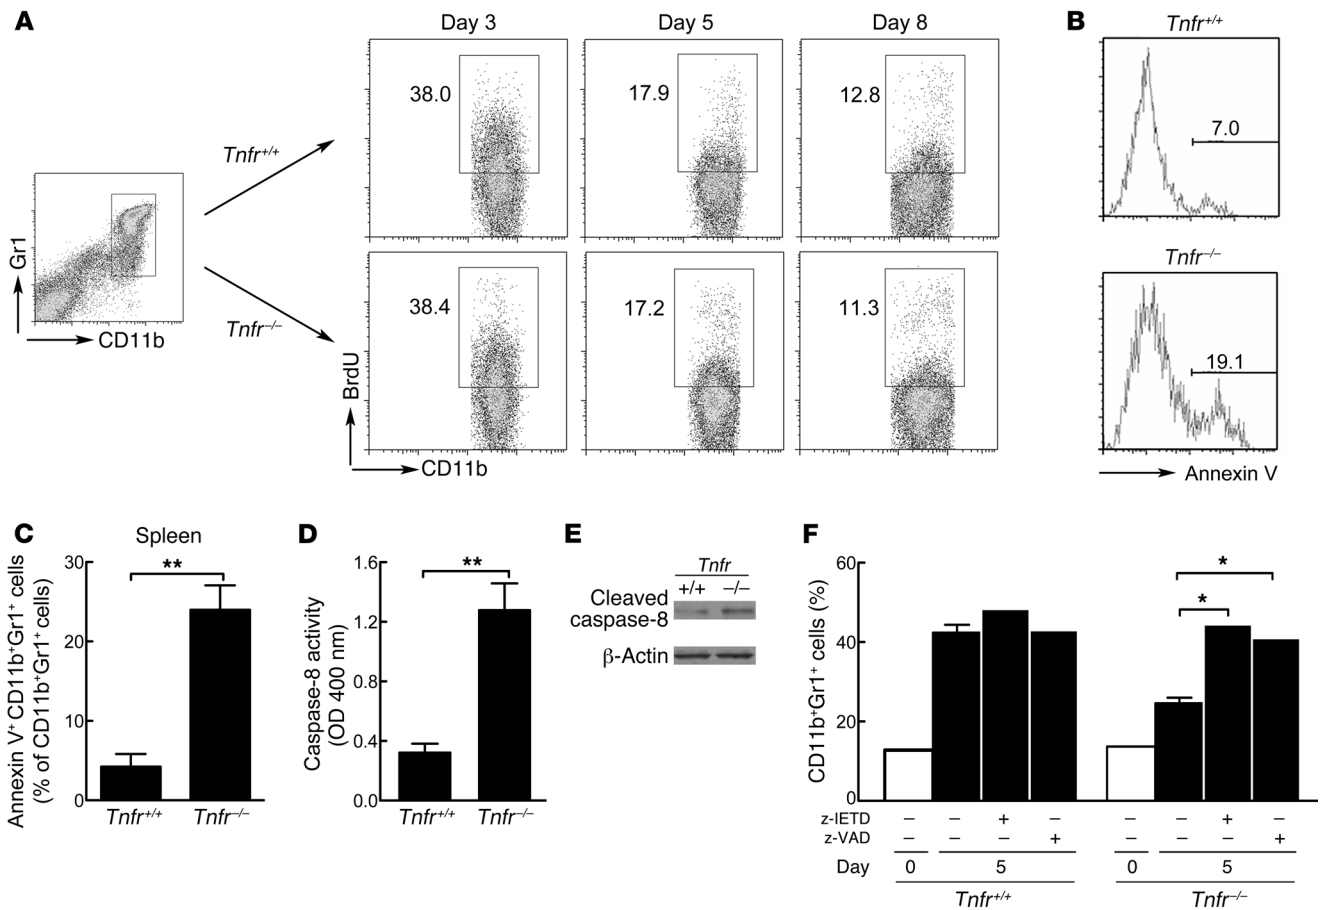 A
Day 3
Day 5
Day 8
38.0
17.9
12.8
Tnfr+/+
Gr1
CD11b
Tnfr–/–
38.4
17.2
11.3
BrdU
CD11b
B
Tnfr+/+
7.0
Tnfr–/–
19.1
Annexin V
C
Spleen
**
Annexin V+ CD11b+Gr1+ cells
(% of CD11b+Gr1+ cells)
30
20
10
0
Tnfr+/+ Tnfr–/–
D
**
Caspase-8 activity
(OD 400 nm)
1.6
1.2
0.8
0.4
0.0
Tnfr+/+ Tnfr–/–
E
Tnfr
+/+ –/–
Cleaved
caspase-8
β-Actin
F
CD11b+Gr1+ cells (%)
60
40
20
0
*
*
z-IETD – – + – – – + –
z-VAD – – – + – – – +
Day 0 5 0 5
Tnfr+/+ Tnfr–/–